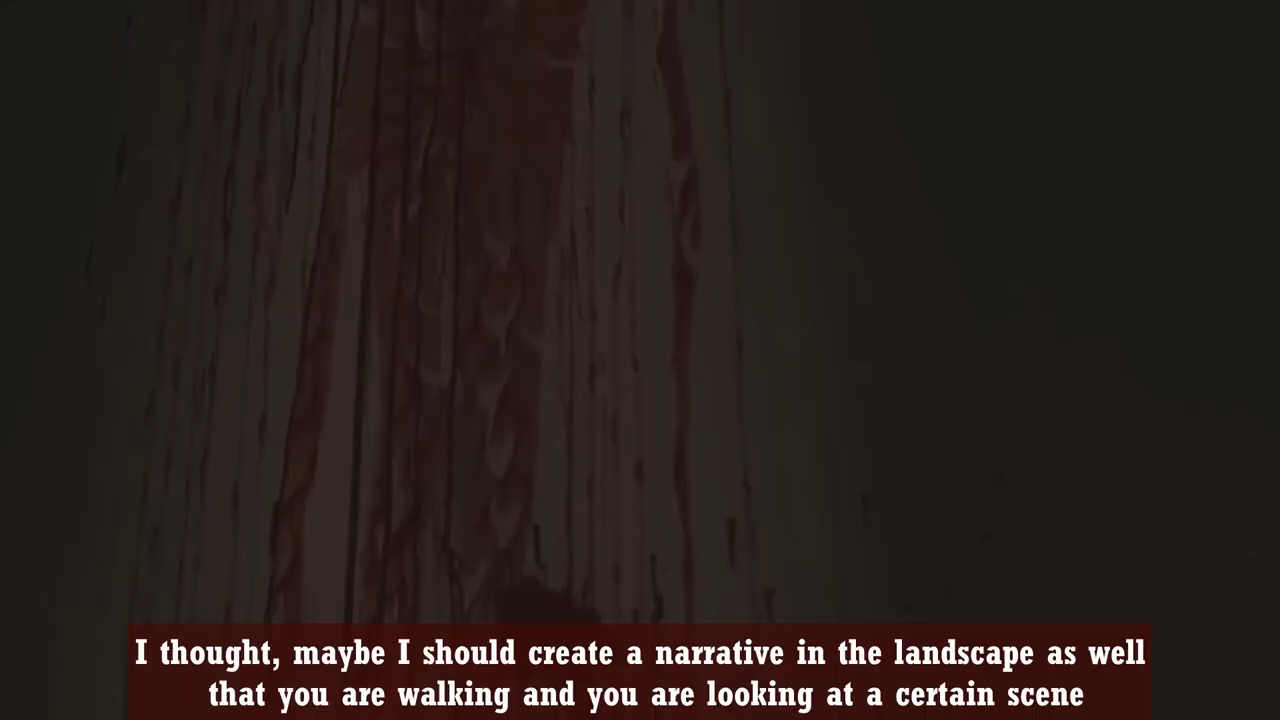 I thought, maybe I should create a narrative in the landscape as well
that you are walking and you are looking at a certain scene